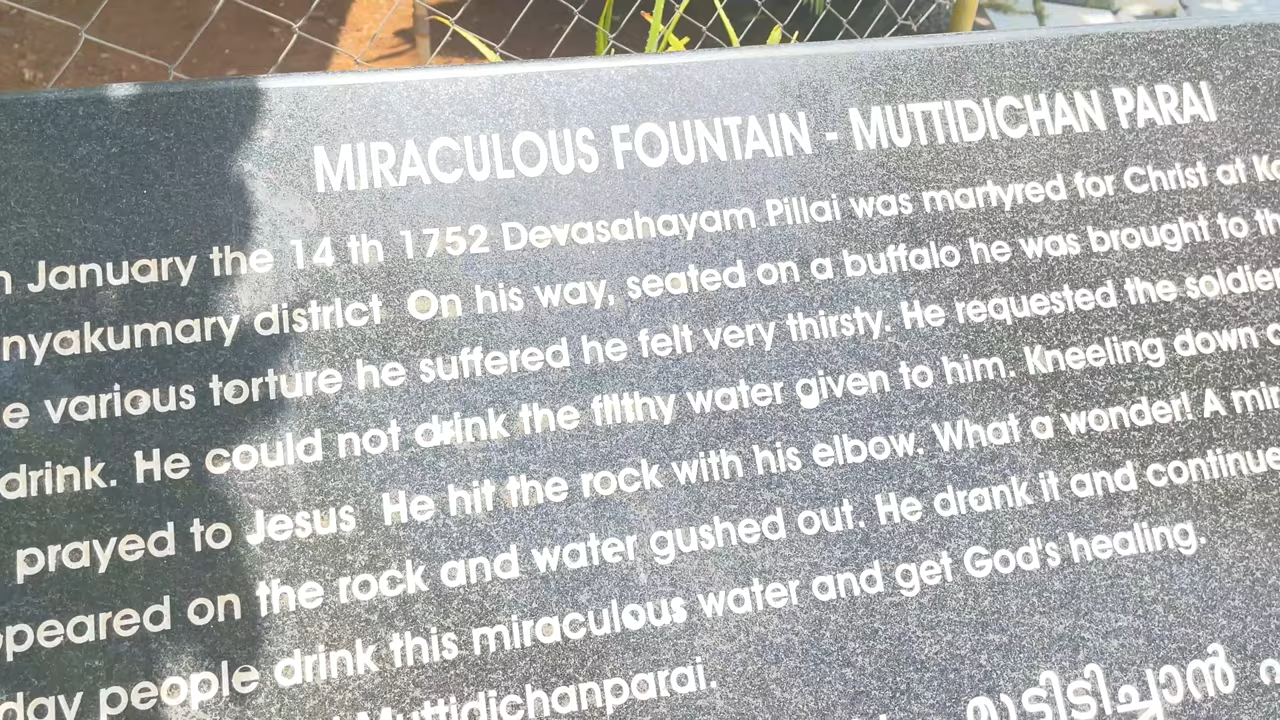 MIRACULOUS FOUNTAIN - MUTTIDICHAN PARAI
n January the 14 th 1752 Devasahayam Pillai was martyred for Christ at Ka
nyakumary district On his way, seated on a buffalo he was brought to th
e various torture he suffered he felt very thirsty. He requested the soldier
drink. He could not drink the filthy water given to him. Kneeling down
prayed to Jesus He hit the rock with his elbow. What a wonder! A mir
ppeared on the rock and water gushed out. He drank it and continue
day people drink this miraculous water and get God's healing.
Muttidichanparai.
മുട്ടിടിച്ചാൻ